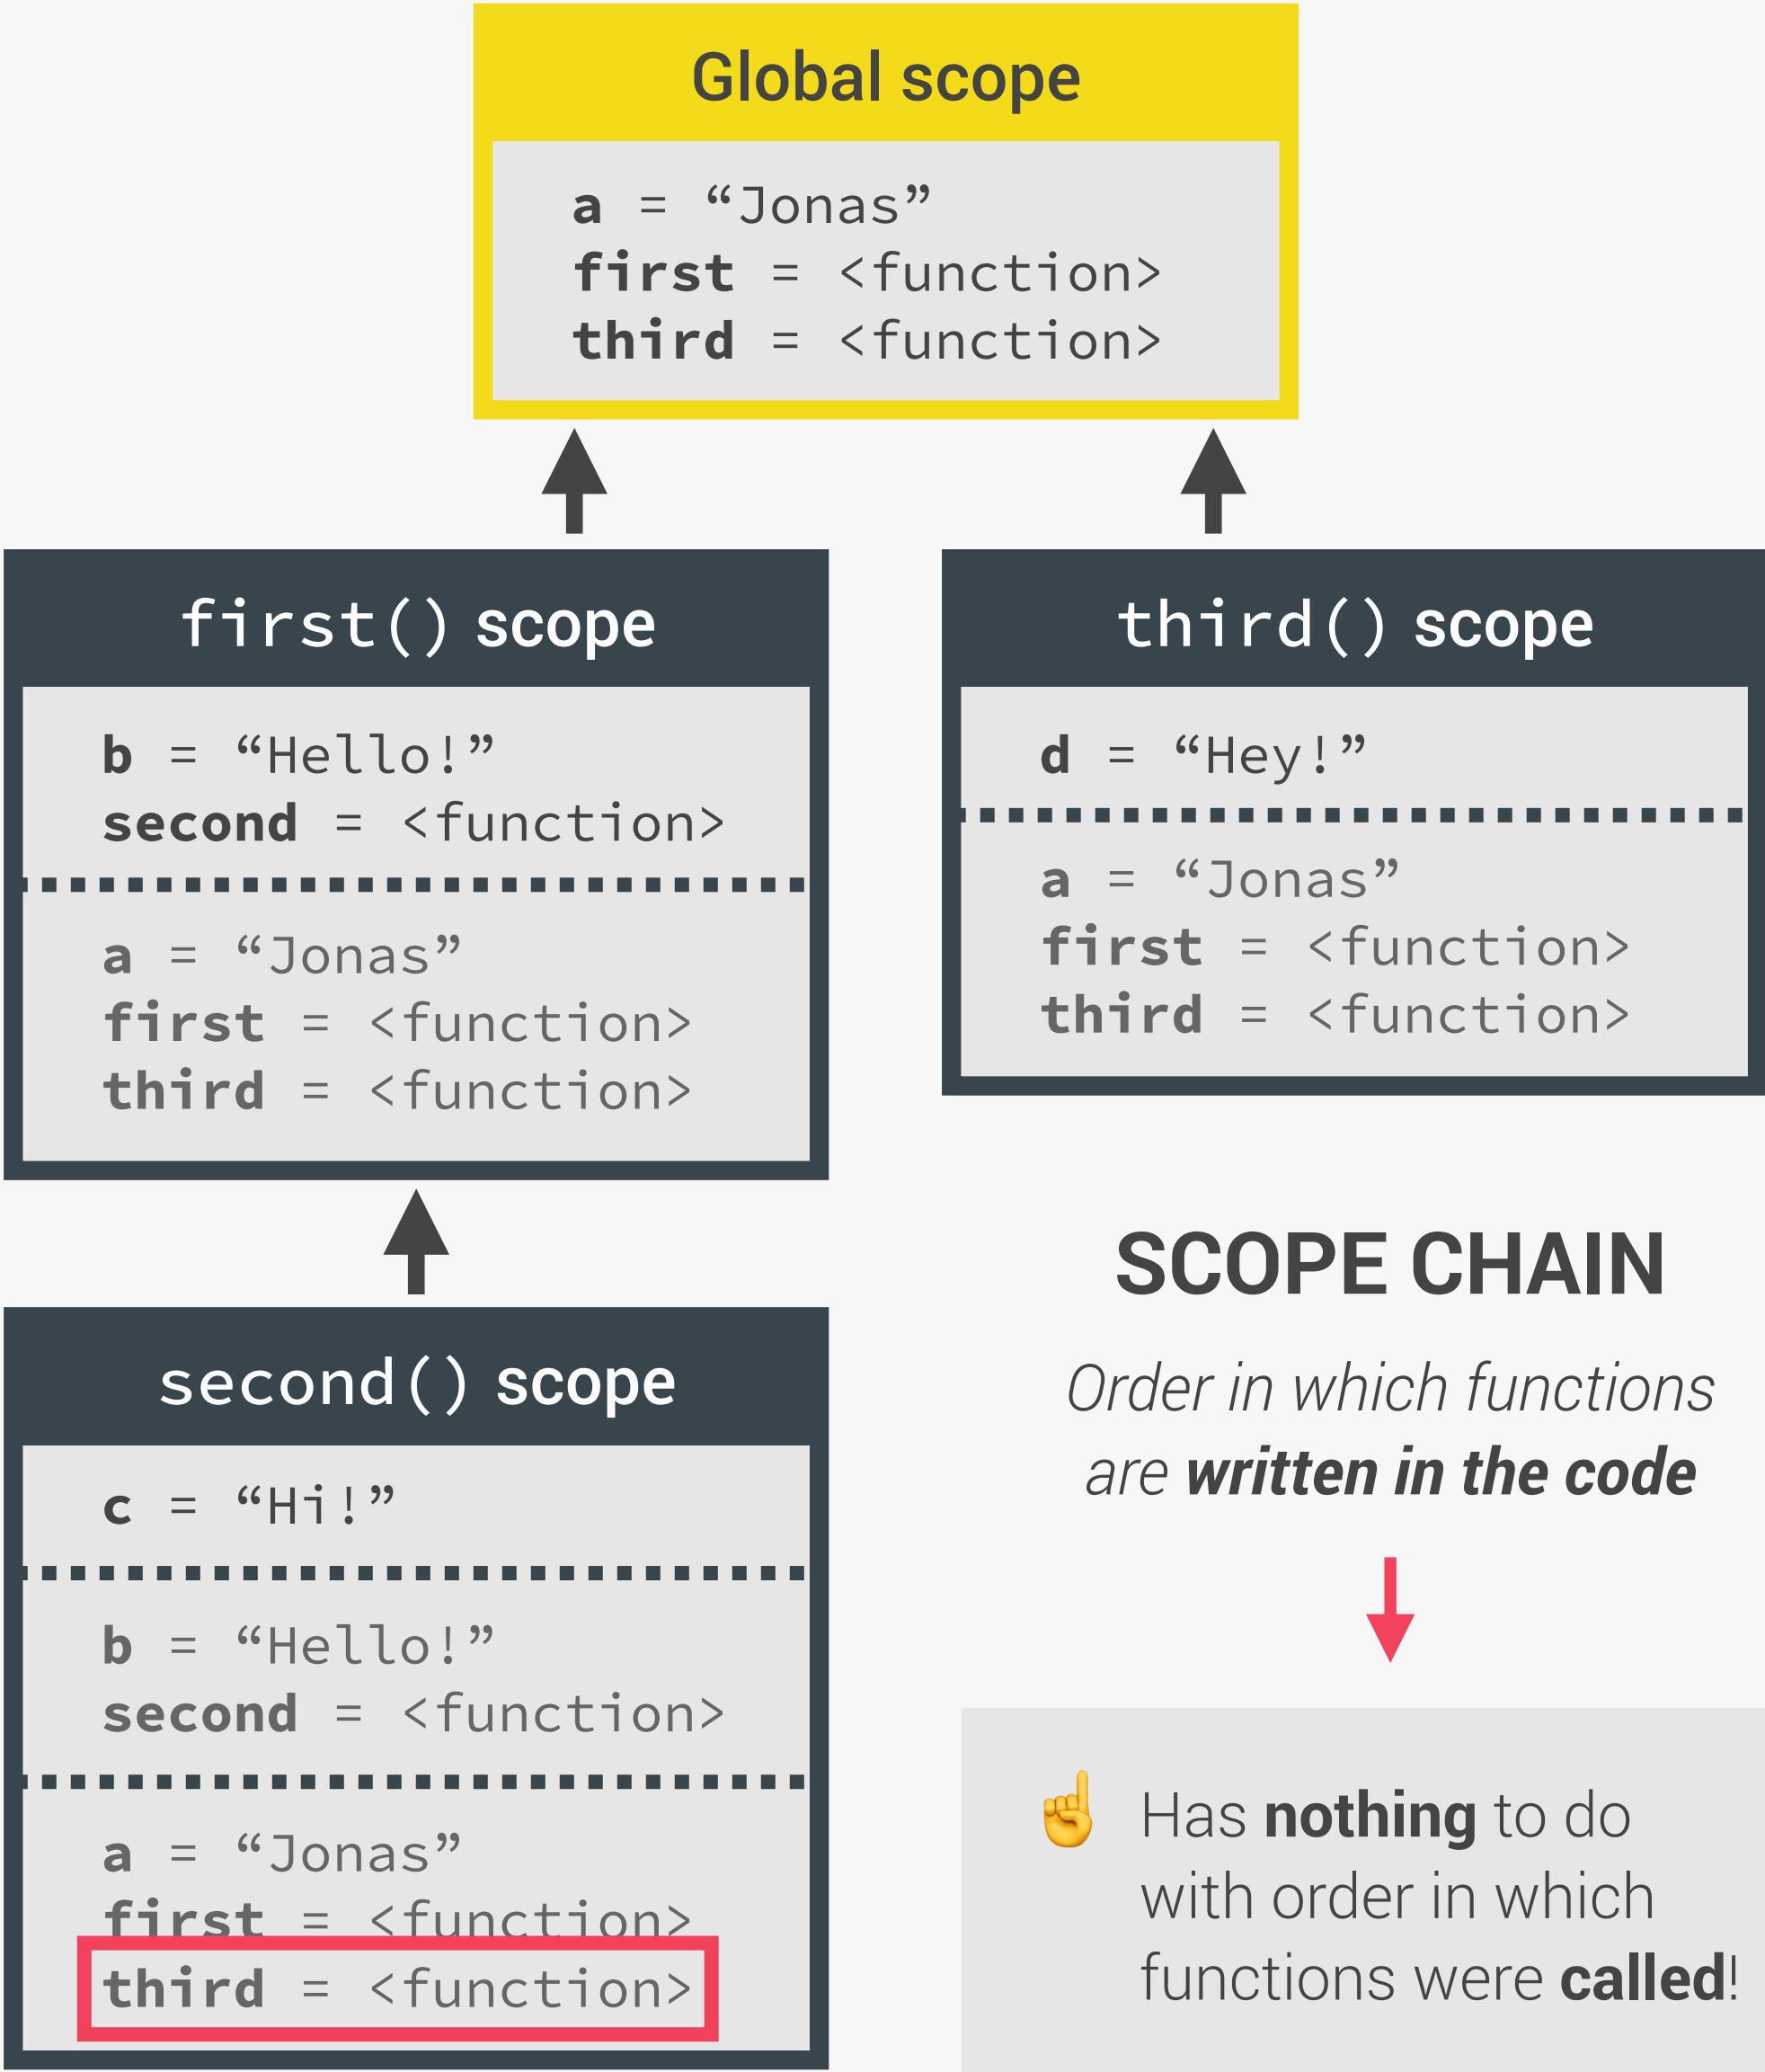 Global scope
a = “Jonas”
first = <function>
third = <function>
first() scope
b = “Hello!”
second = <function>
a = “Jonas”
first = <function>
third = <function>
third() scope
d = “Hey!”
a = “Jonas”
first = <function>
third = <function>
second() scope
c = “Hi!”
b = “Hello!”
second = <function>
a = “Jonas”
first = <function>
third = <function>
SCOPE CHAIN
Order in which functions
are written in the code
☝️ Has nothing to do
with order in which
functions were called!